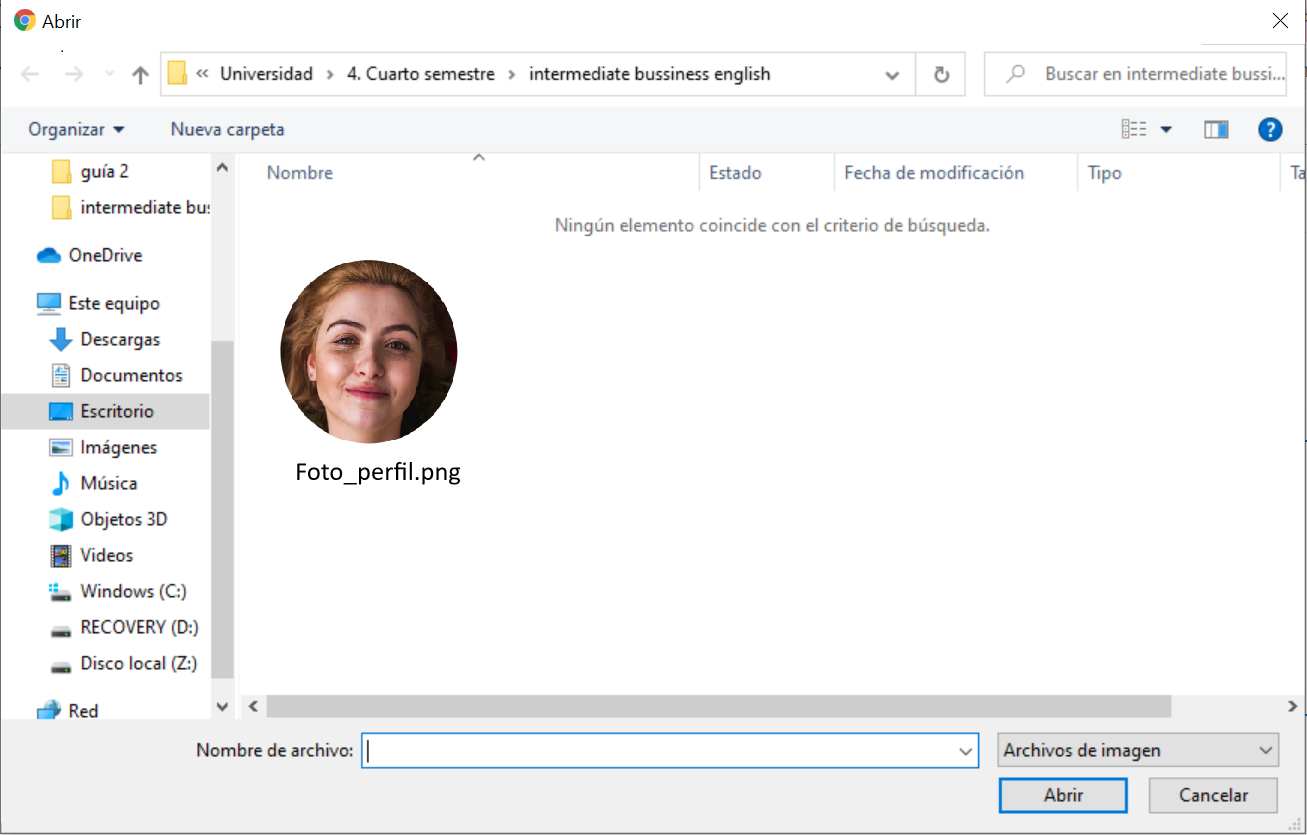 Abrir
« Universidad › 4. Cuarto semestre › intermediate bussiness english
Buscar en intermediate bussi...
Organizar
Nueva carpeta
?
guía 2
intermediate bus
OneDrive
Este equipo
Descargas
Documentos
Escritorio
Imágenes
Música
Objetos 3D
Videos
Windows (C:)
RECOVERY (D:)
Disco local (Z:)
Red
Nombre
Estado
Fecha de modificación
Tipo
Ta
Ningún elemento coincide con el criterio de búsqueda.
Foto_perfil.png
Nombre de archivo:
Archivos de imagen
Abrir
Cancelar